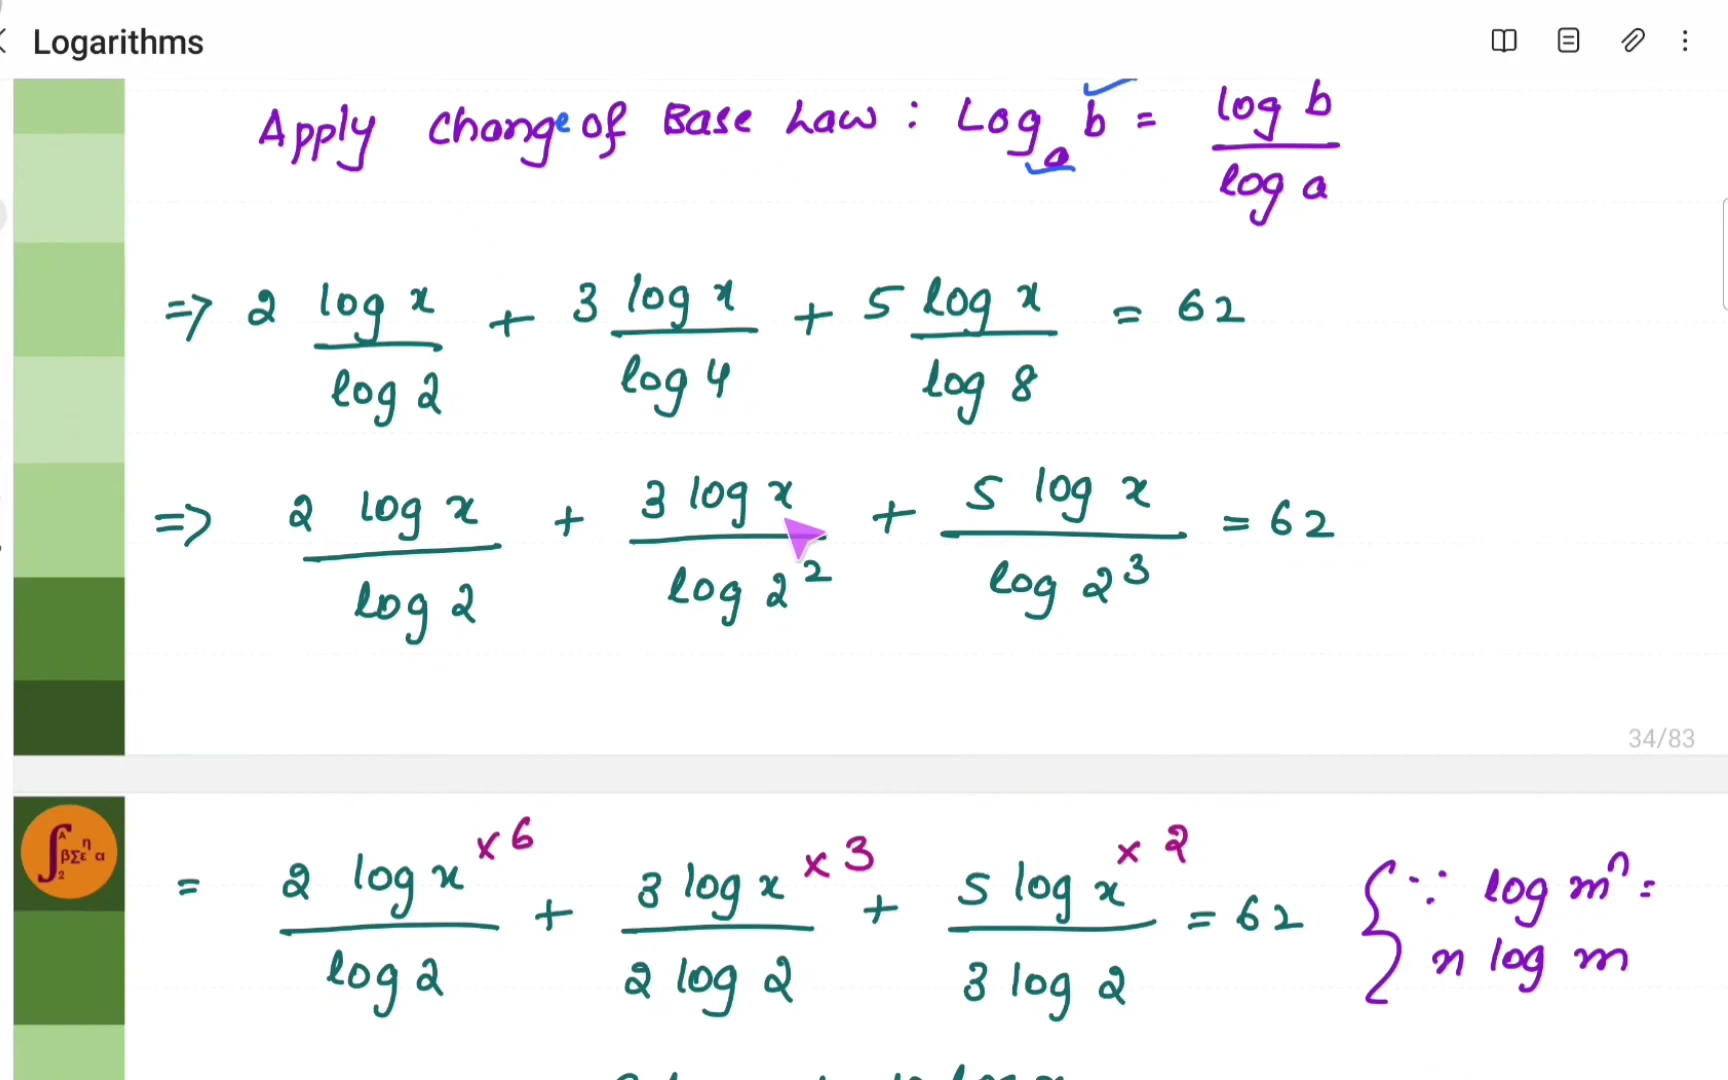 Logarithms
Apply Change of Base Law : Log_a b = log b / log a
=> 2 log x / log 2 + 3 log x / log 4 + 5 log x / log 8 = 62
=> 2 log x / log 2 + 3 log x / log 2^2 + 5 log x / log 2^3 = 62
34/83
= 2 log x ×6 / log 2 + 3 log x ×3 / 2 log 2 + 5 log x ×2 / 3 log 2 = 62 { ∵ log m^n = n log m